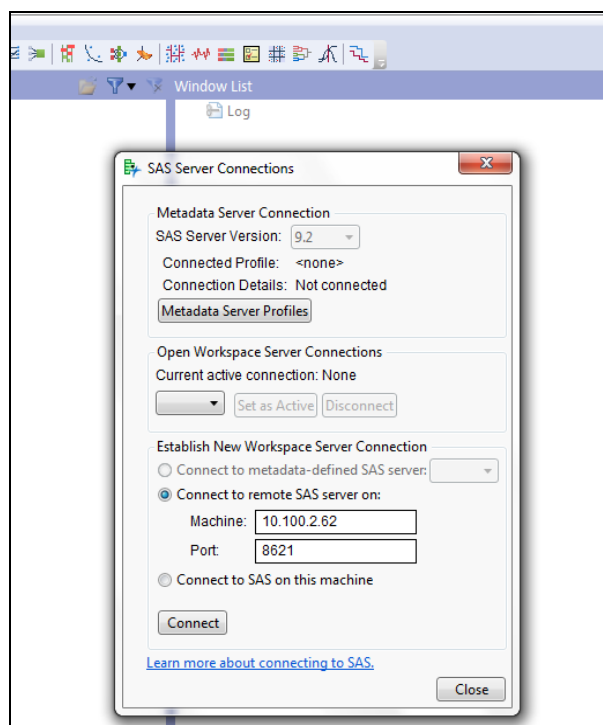 Window List
Log
SAS Server Connections
Metadata Server Connection
SAS Server Version: 9.2
Connected Profile: <none>
Connection Details: Not connected
Metadata Server Profiles
Open Workspace Server Connections
Current active connection: None
Set as Active Disconnect
Establish New Workspace Server Connection
Connect to metadata-defined SAS server:
Connect to remote SAS server on:
Machine: 10.100.2.62
Port: 8621
Connect to SAS on this machine
Connect
Learn more about connecting to SAS.
Close